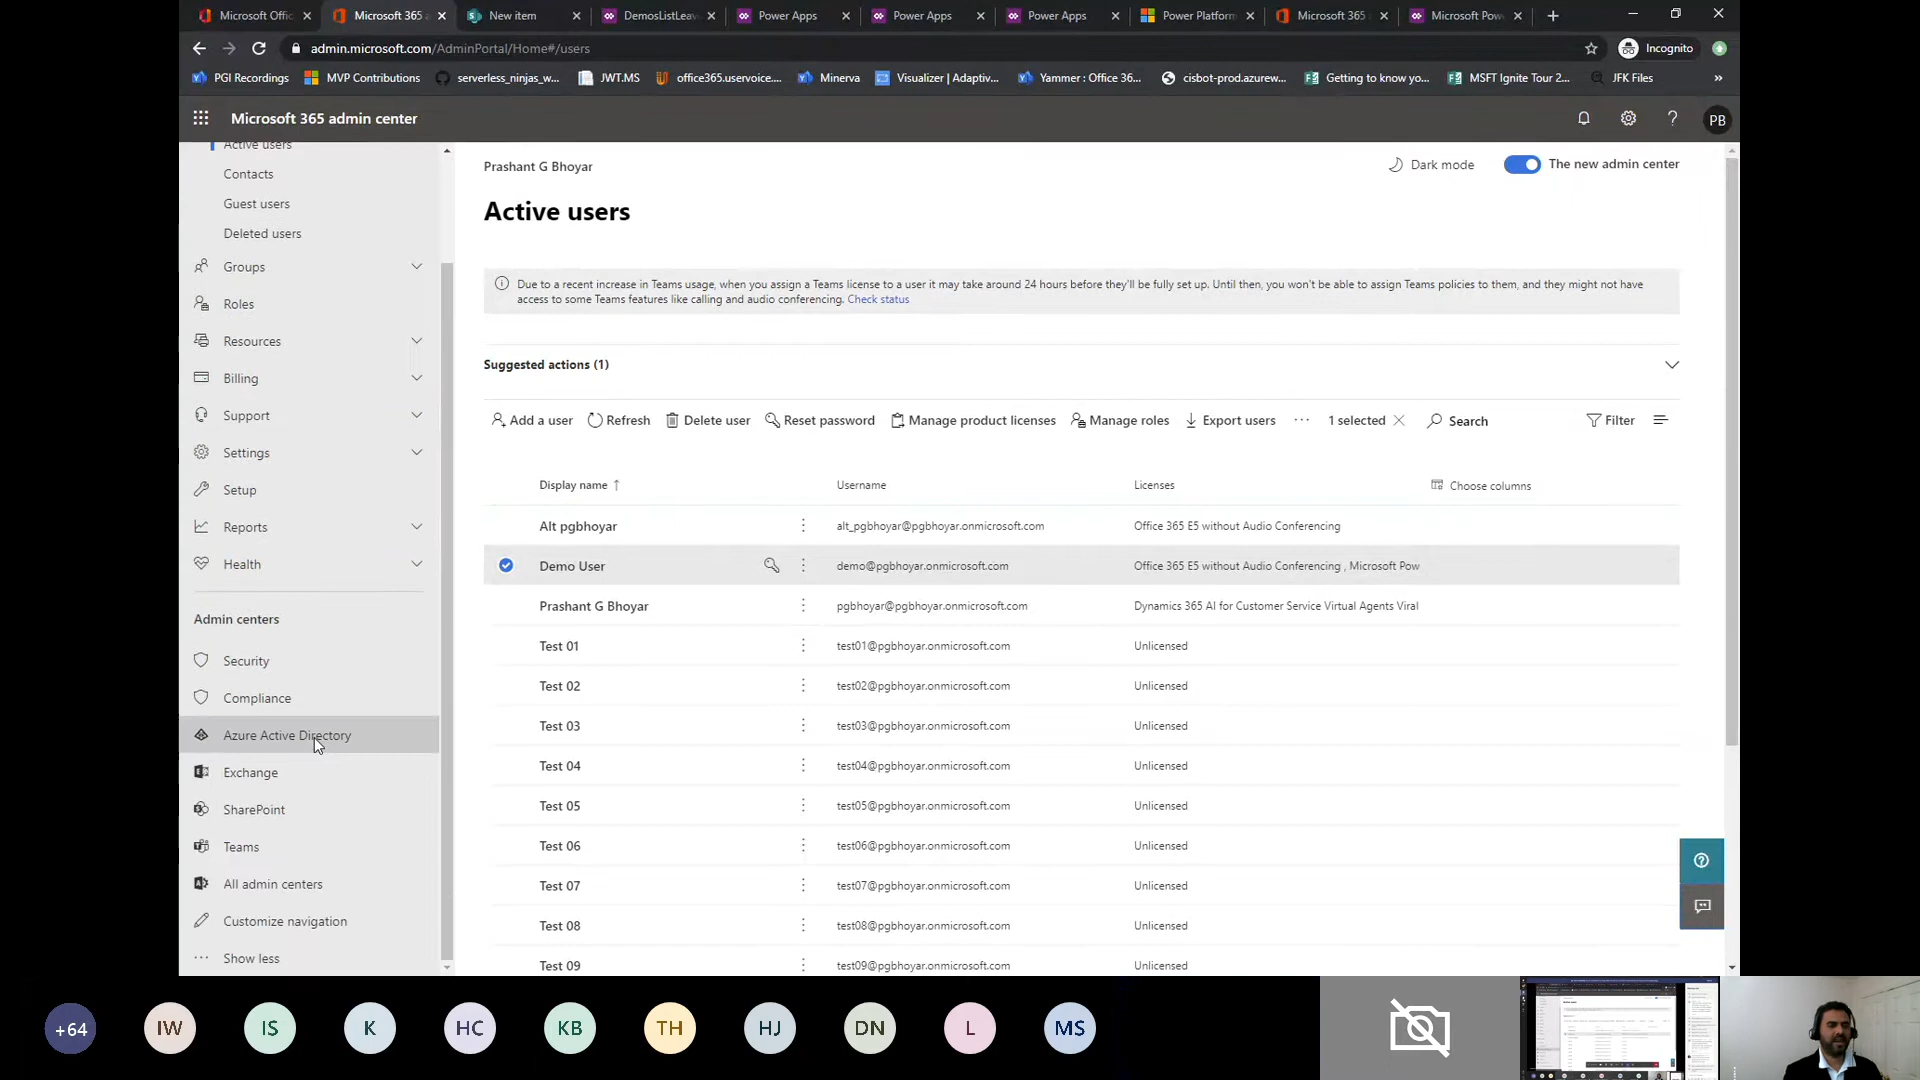 Microsoft Offic
Microsoft 365 a
New item
DemosListLeav
Power Apps
Power Apps
Power Apps
Power Platform
Microsoft 365
Microsoft Pow
admin.microsoft.com/AdminPortal/Home#/users
Incognito
PGI Recordings
MVP Contributions
serverless_ninjas_w...
JWT.MS
office365.uservoice....
Minerva
Visualizer | Adaptiv...
Yammer : Office 36...
cisbot-prod.azurew...
Getting to know yo...
MSFT Ignite Tour 2...
JFK Files
»
Microsoft 365 admin center
?
PB
Active users
Contacts
Guest users
Deleted users
Groups
Roles
Resources
Billing
Support
Settings
Setup
Reports
Health
Admin centers
Security
Compliance
Azure Active Directory
Exchange
SharePoint
Teams
All admin centers
Customize navigation
Show less
Prashant G Bhoyar
Dark mode
The new admin center
Active users
Due to a recent increase in Teams usage, when you assign a Teams license to a user it may take around 24 hours before they'll be fully set up. Until then, you won't be able to assign Teams policies to them, and they might not have
access to some Teams features like calling and audio conferencing. Check status
Suggested actions (1)
Add a user
Refresh
Delete user
Reset password
Manage product licenses
Manage roles
Export users
1 selected
Search
Filter
Display name ↑
Username
Licenses
Choose columns
Alt pgbhoyar
alt_pgbhoyar@pgbhoyar.onmicrosoft.com
Office 365 E5 without Audio Conferencing
Demo User
demo@pgbhoyar.onmicrosoft.com
Office 365 E5 without Audio Conferencing , Microsoft Pow
Prashant G Bhoyar
pgbhoyar@pgbhoyar.onmicrosoft.com
Dynamics 365 AI for Customer Service Virtual Agents Viral
Test 01
test01@pgbhoyar.onmicrosoft.com
Unlicensed
Test 02
test02@pgbhoyar.onmicrosoft.com
Unlicensed
Test 03
test03@pgbhoyar.onmicrosoft.com
Unlicensed
Test 04
test04@pgbhoyar.onmicrosoft.com
Unlicensed
Test 05
test05@pgbhoyar.onmicrosoft.com
Unlicensed
Test 06
test06@pgbhoyar.onmicrosoft.com
Unlicensed
Test 07
test07@pgbhoyar.onmicrosoft.com
Unlicensed
Test 08
test08@pgbhoyar.onmicrosoft.com
Unlicensed
Test 09
test09@pgbhoyar.onmicrosoft.com
Unlicensed
+64
IW
IS
K
HC
KB
TH
HJ
DN
L
MS